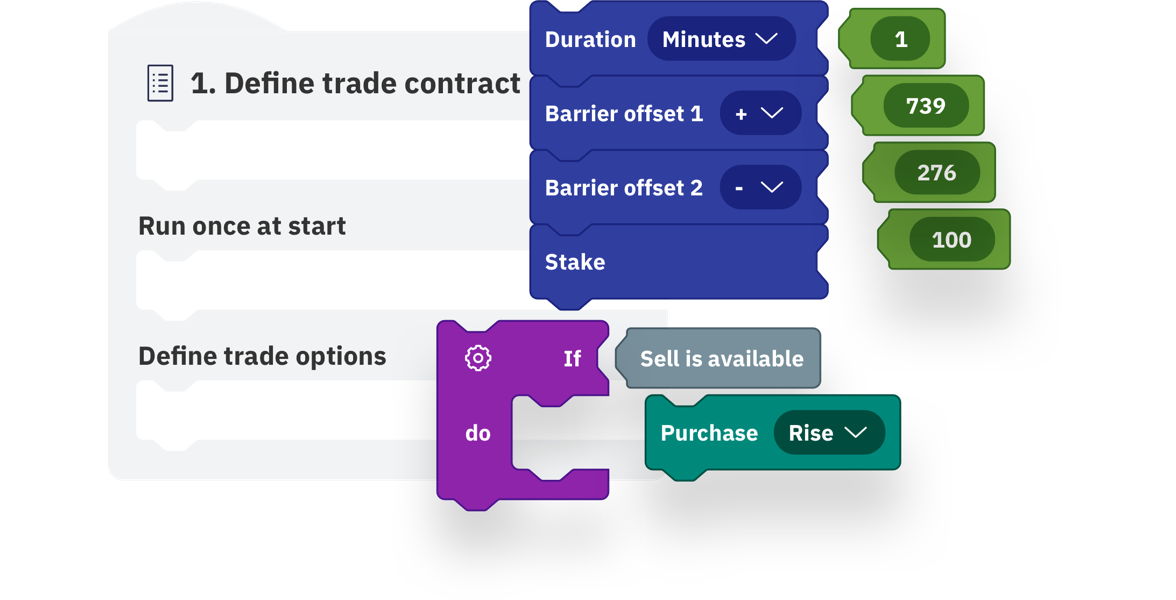 1. Define trade contract
Run once at start
Define trade options
Duration Minutes 1
Barrier offset 1 + 739
Barrier offset 2 - 276
Stake 100
If Sell is available
do Purchase Rise